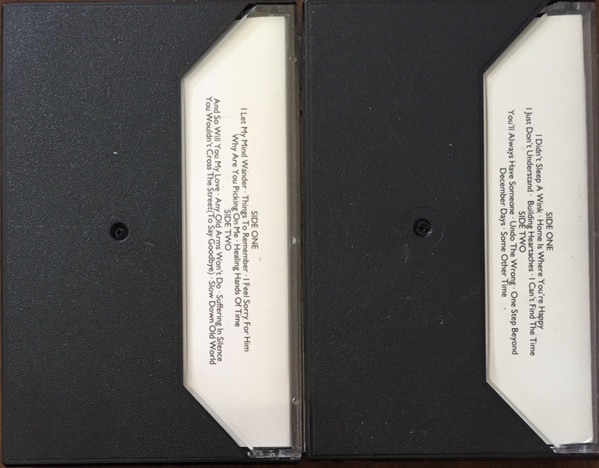 SIDE ONE
I Let My Mind Wander · Things To Remember · I Feel Sorry For Him
Why Are You Picking On Me · Healing Hands Of Time
SIDE TWO
And So Will You My Love · Any Old Arms Won't Do · Suffering In Silence
You Wouldn't Cross The Street (To Say Goodbye) · Slow Down Old World
SIDE ONE
I Didn't Sleep A Wink · Home Is Where You're Happy
I Just Don't Understand · Building Heartaches · I Can't Find The Time
SIDE TWO
You'll Always Have Someone · Undo The Wrong · One Step Beyond
December Days · Some Other Time